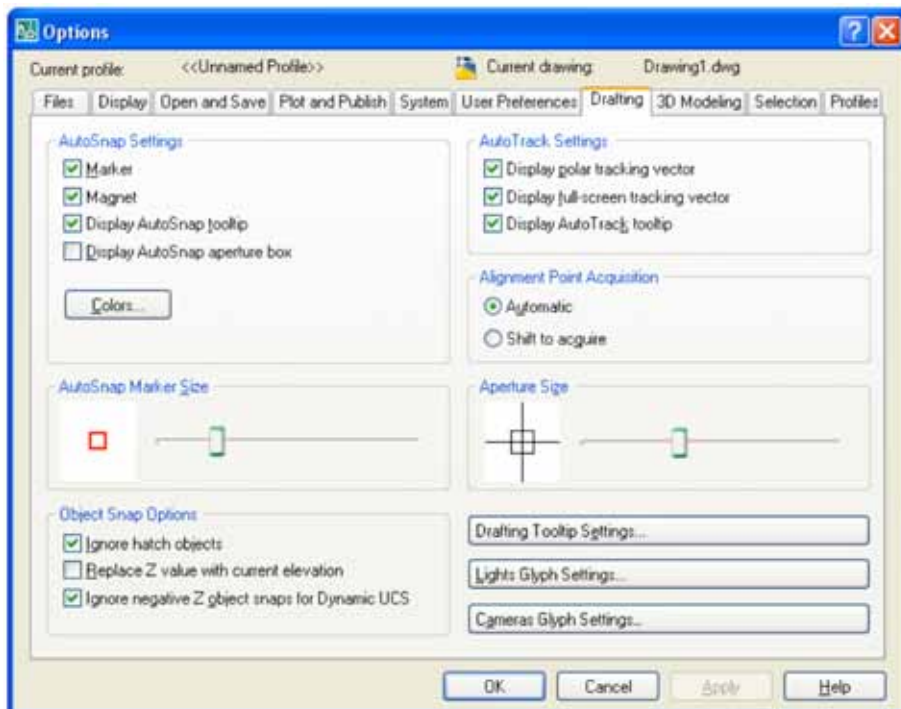 Options
Current profile: <<Unnamed Profile>> Current drawing: Drawing1.dwg
Files Display Open and Save Plot and Publish System User Preferences Drafting 3D Modeling Selection Profiles
AutoSnap Settings
Marker
Magnet
Display AutoSnap tooltip
Display AutoSnap aperture box
Colors...
AutoTrack Settings
Display polar tracking vector
Display full-screen tracking vector
Display AutoTrack tooltip
Alignment Point Acquisition
Automatic
Shift to acquire
AutoSnap Marker Size
Aperture Size
Object Snap Options
Ignore hatch objects
Replace Z value with current elevation
Ignore negative Z object snaps for Dynamic UCS
Drafting Tooltip Settings...
Lights Glyph Settings...
Cameras Glyph Settings...
OK Cancel Apply Help